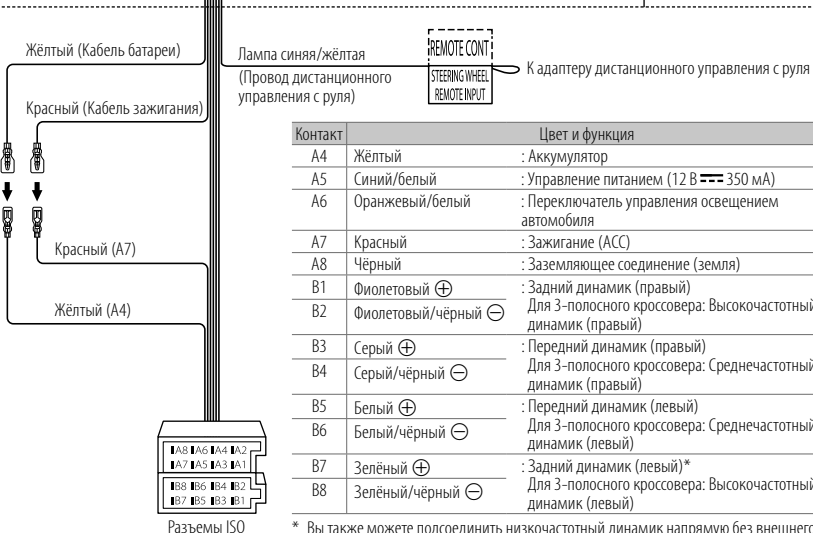 Жёлтый (Кабель батареи)
Лампа синяя/жёлтая
(Провод дистанционного
управления с руля)
REMOTE CONT
STEERING WHEEL
REMOTE INPUT
К адаптеру дистанционного управления с руля
Красный (Кабель зажигания)
Красный (A7)
Жёлтый (A4)
A8 A6 A4 A2
A7 A5 A3 A1
B8 B6 B4 B2
B7 B5 B3 B1
Разъемы ISO
Контакт Цвет и функция
A4 Жёлтый : Аккумулятор
A5 Синий/белый : Управление питанием (12 В ⎓ 350 мА)
A6 Оранжевый/белый : Переключатель управления освещением
автомобиля
A7 Красный : Зажигание (ACC)
A8 Чёрный : Заземляющее соединение (земля)
B1 Фиолетовый ⊕ : Задний динамик (правый)
B2 Фиолетовый/чёрный ⊖ Для 3-полосного кроссовера: Высокочастотный
динамик (правый)
B3 Серый ⊕ : Передний динамик (правый)
B4 Серый/чёрный ⊖ Для 3-полосного кроссовера: Среднечастотный
динамик (правый)
B5 Белый ⊕ : Передний динамик (левый)
B6 Белый/чёрный ⊖ Для 3-полосного кроссовера: Среднечастотный
динамик (левый)
B7 Зелёный ⊕ : Задний динамик (левый)*
B8 Зелёный/чёрный ⊖ Для 3-полосного кроссовера: Высокочастотный
динамик (левый)
* Вы также можете подсоединить низкочастотный динамик напрямую без внешнего